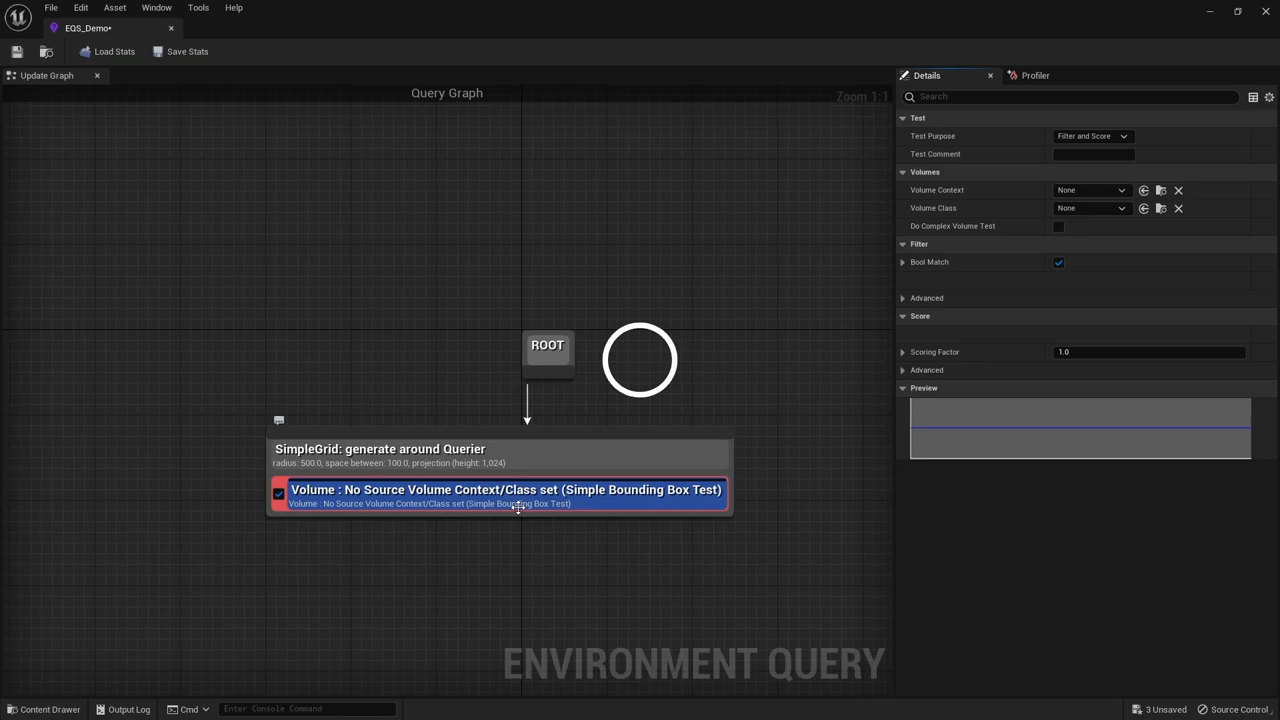 File Edit Asset Window Tools Help
EQS_Demo•
Load Stats Save Stats
Update Graph
Query Graph
Zoom 1:1
ROOT
SimpleGrid: generate around Querier
radius: 500.0, space between: 100.0, projection (height: 1,024)
Volume : No Source Volume Context/Class set (Simple Bounding Box Test)
Volume : No Source Volume Context/Class set (Simple Bounding Box Test)
ENVIRONMENT QUERY
Details Profiler
Search
Test
Test Purpose Filter and Score
Test Comment
Volumes
Volume Context None
Volume Class None
Do Complex Volume Test
Filter
Bool Match
Advanced
Score
Scoring Factor 1.0
Advanced
Preview
Content Drawer Output Log Cmd Enter Console Command 3 Unsaved Source Control